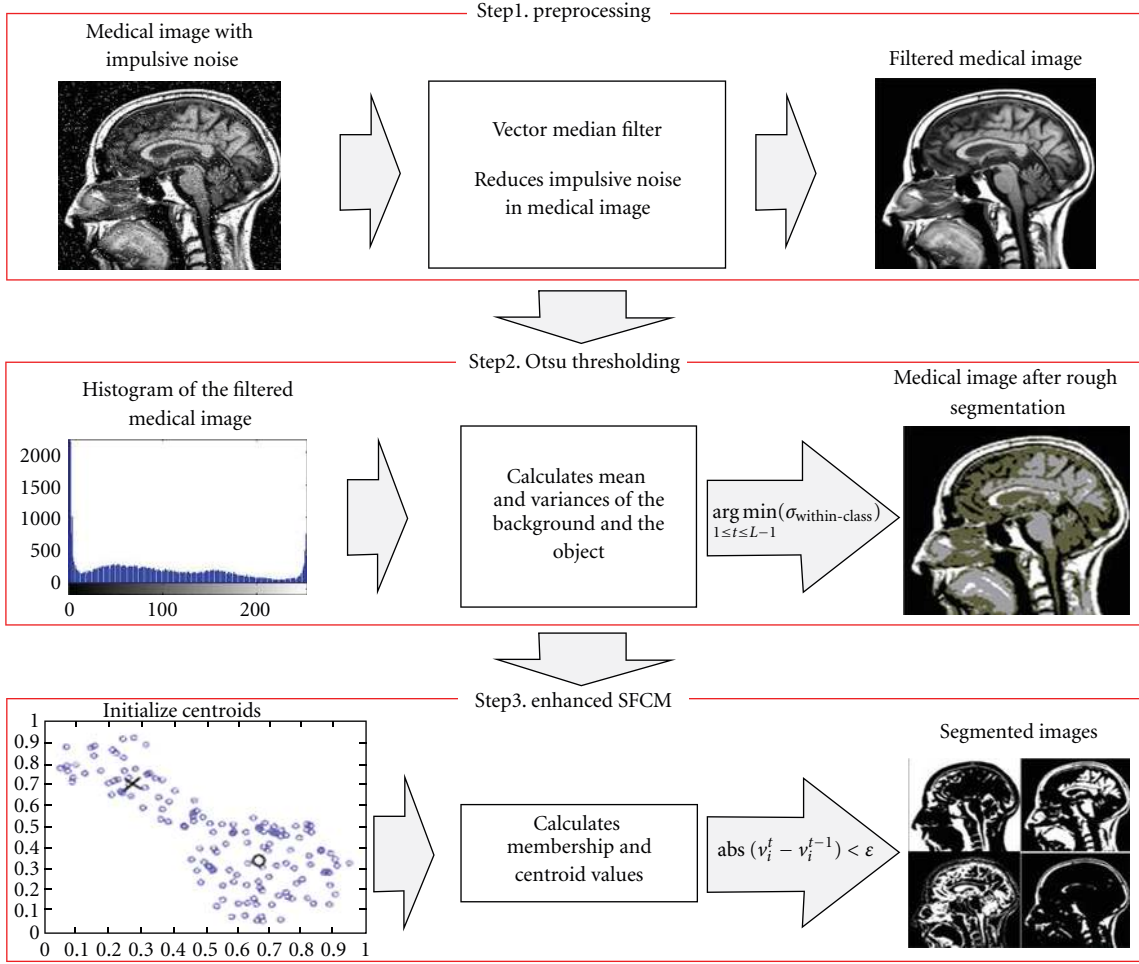 Step1. preprocessing
Medical image with
impulsive noise
Vector median filter
Reduces impulsive noise
in medical image
Filtered medical image
Step2. Otsu thresholding
Histogram of the filtered
medical image
2000
1500
1000
500
0
0 100 200
Calculates mean
and variances of the
background and the
object
arg min(σwithin-class)
1≤t≤L−1
Medical image after rough
segmentation
Step3. enhanced SFCM
Initialize centroids
1
0.9
0.8
0.7
0.6
0.5
0.4
0.3
0.2
0.1
0
0 0.1 0.2 0.3 0.4 0.5 0.6 0.7 0.8 0.9 1
Calculates
membership and
centroid values
abs (νᵢᵗ − νᵢᵗ⁻¹) < ε
Segmented images